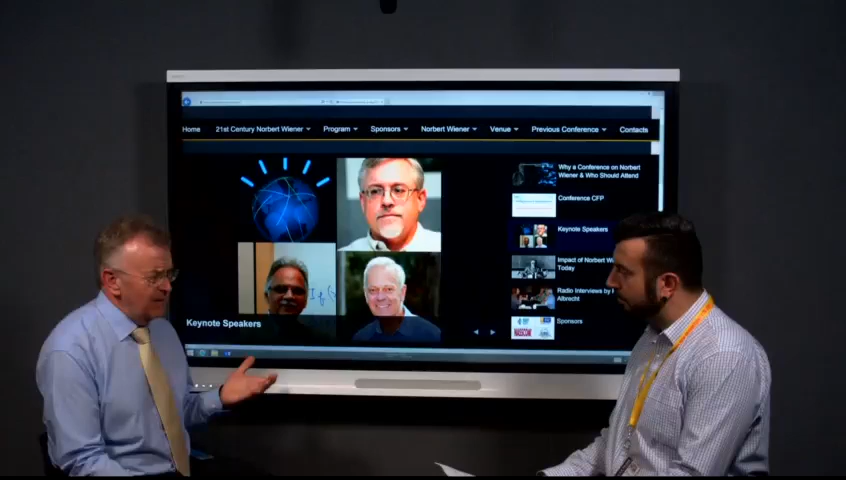 Home
21st Century Norbert Wiener
Program
Sponsors
Norbert Wiener
Venue
Previous Conference
Contacts
Why a Conference on Norbert
Wiener & Who Should Attend
Conference CFP
Keynote Speakers
Impact of Norbert
Today
Radio Interviews by
Albrecht
Sponsors
Keynote Speakers